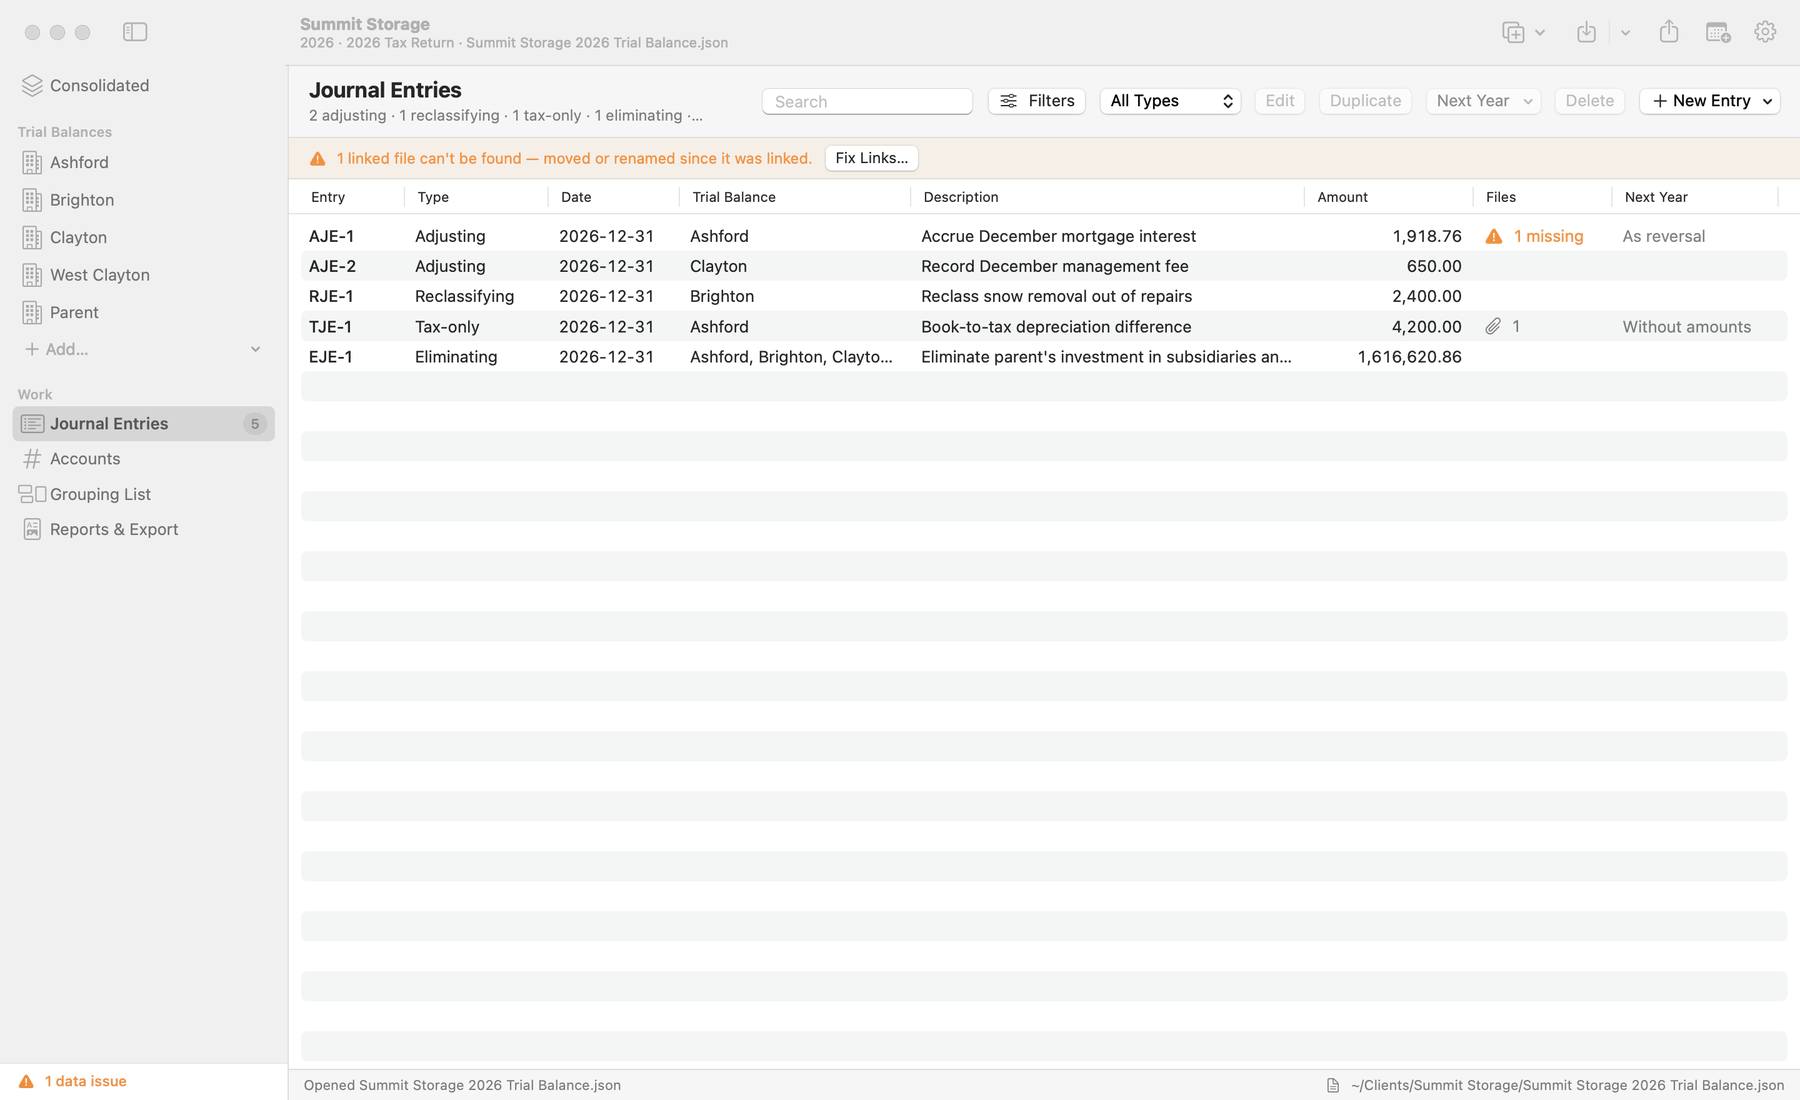 Summit Storage
2026 · 2026 Tax Return · Summit Storage 2026 Trial Balance.json
Consolidated
Trial Balances
Ashford
Brighton
Clayton
West Clayton
Parent
Add...
Work
Journal Entries 5
Accounts
Grouping List
Reports & Export
1 data issue
Journal Entries
2 adjusting · 1 reclassifying · 1 tax-only · 1 eliminating ·...
Search Filters All Types Edit Duplicate Next Year Delete New Entry
1 linked file can't be found — moved or renamed since it was linked. Fix Links...
Entry Type Date Trial Balance Description Amount Files Next Year
AJE-1 Adjusting 2026-12-31 Ashford Accrue December mortgage interest 1,918.76 1 missing As reversal
AJE-2 Adjusting 2026-12-31 Clayton Record December management fee 650.00
RJE-1 Reclassifying 2026-12-31 Brighton Reclass snow removal out of repairs 2,400.00
TJE-1 Tax-only 2026-12-31 Ashford Book-to-tax depreciation difference 4,200.00 1 Without amounts
EJE-1 Eliminating 2026-12-31 Ashford, Brighton, Clayto... Eliminate parent's investment in subsidiaries an... 1,616,620.86
Opened Summit Storage 2026 Trial Balance.json
~/Clients/Summit Storage/Summit Storage 2026 Trial Balance.json